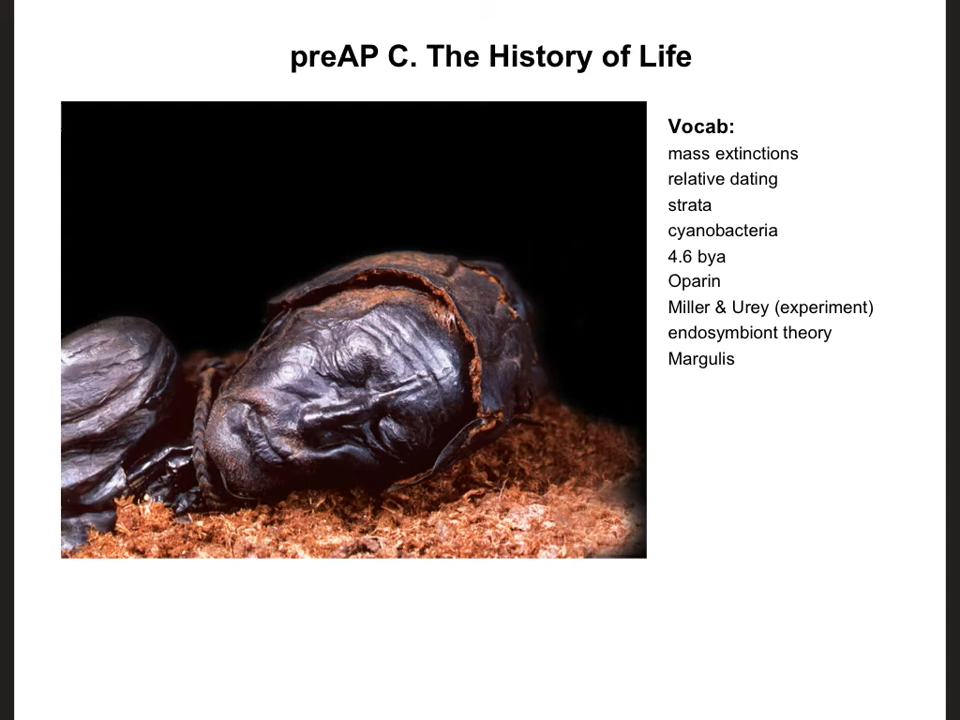 preAP C. The History of Life
Vocab:
mass extinctions
relative dating
strata
cyanobacteria
4.6 bya
Oparin
Miller & Urey (experiment)
endosymbiont theory
Margulis